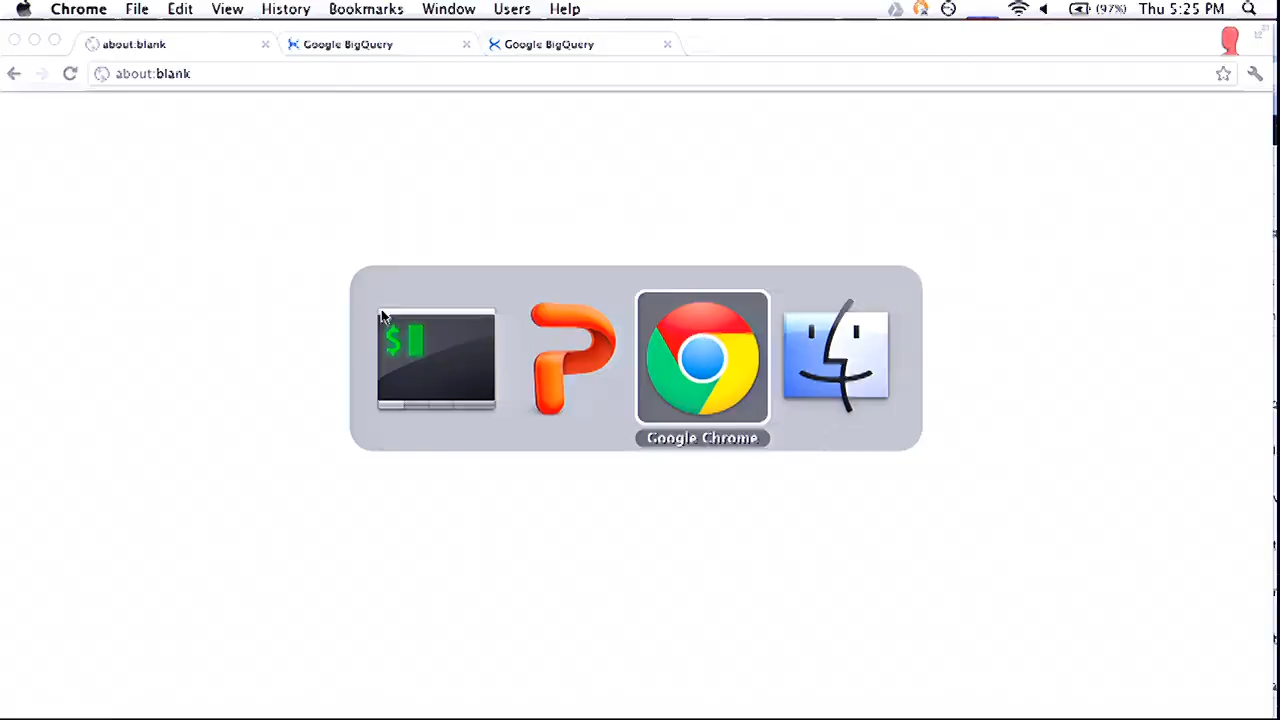 Chrome File Edit View History Bookmarks Window Users Help (97%) Thu 5:25 PM
about:blank Google BigQuery Google BigQuery
about:blank
$
Google Chrome